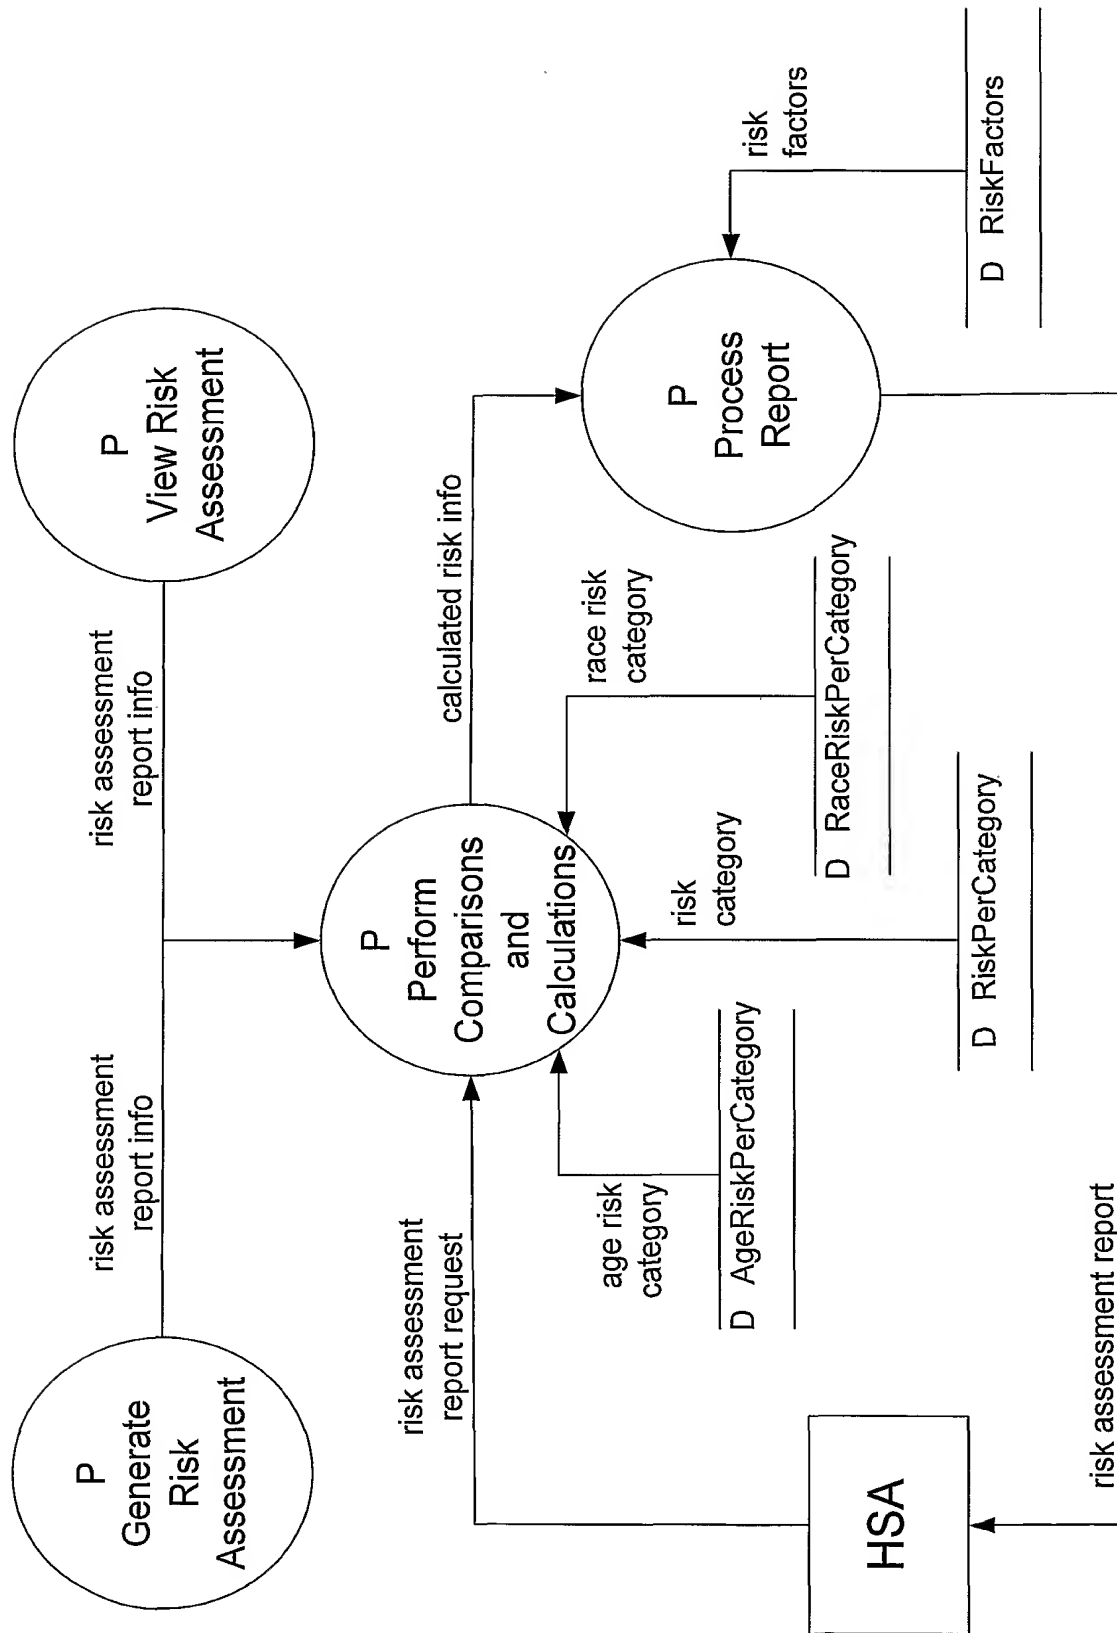 P
Generate
Risk
Assessment
risk assessment
report info
risk assessment
report info
P
View Risk
Assessment
risk assessment
report request
P
Perform
Comparisons
and
Calculations
calculated risk info
P
Process
Report
risk
factors
age risk
category
risk
category
race risk
category
D AgeRiskPerCategory
D RaceRiskPerCategory
D RiskPerCategory
D RiskFactors
HSA
risk assessment report